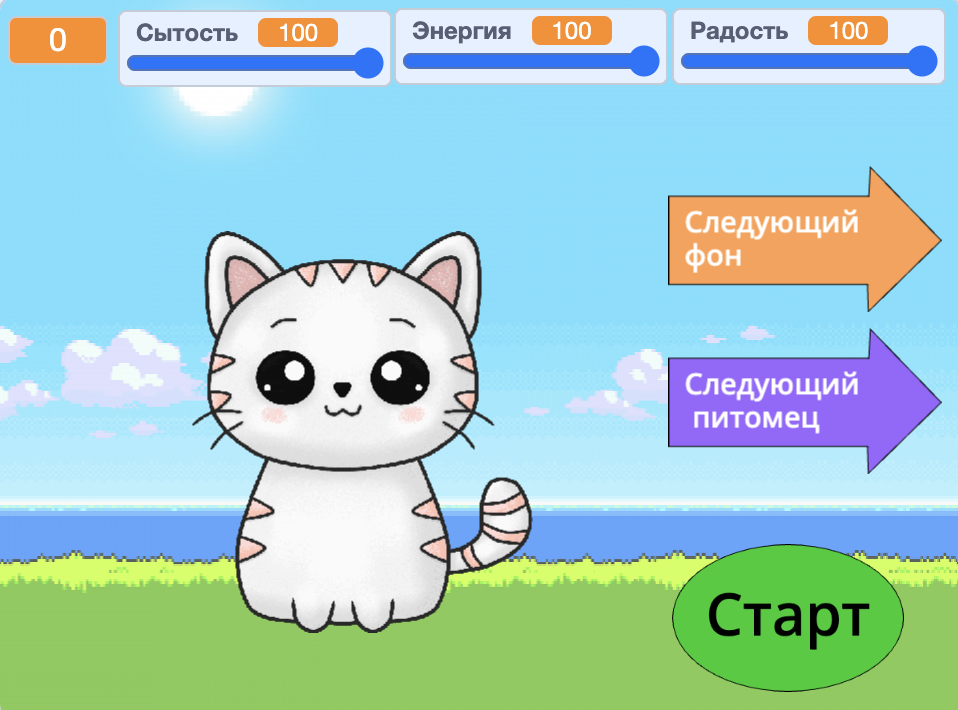 0
Сытость 100
Энергия 100
Радость 100
Следующий
фон
Следующий
питомец
Старт